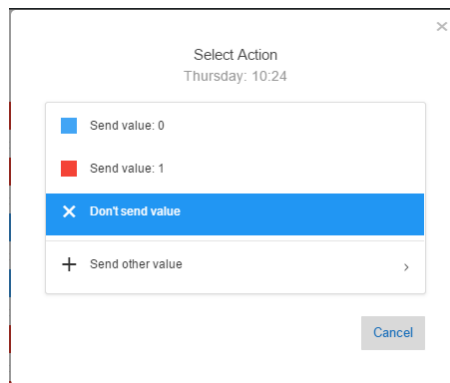 Select Action
Thursday: 10:24
Send value: 0
Send value: 1
Don't send value
Send other value
Cancel